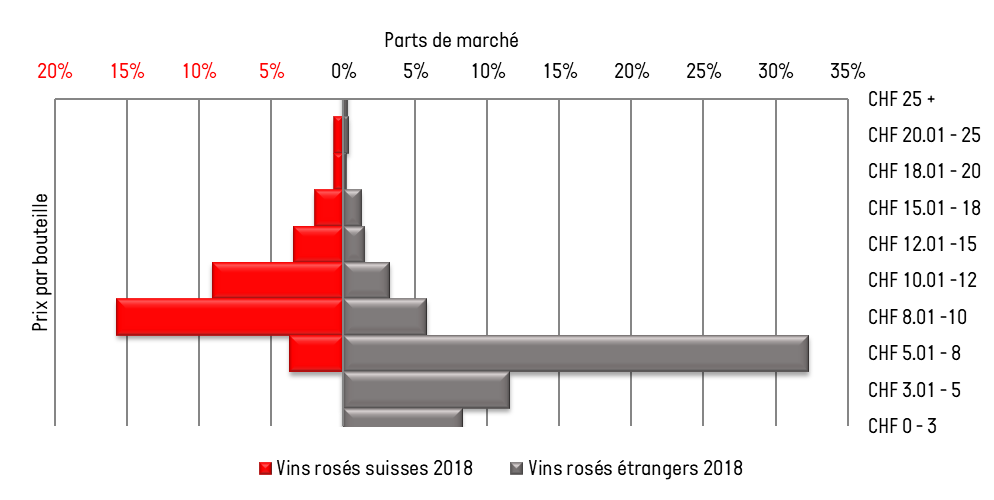 Parts de marché
20% 15% 10% 5% 0% 5% 10% 15% 20% 25% 30% 35%
Prix par bouteille
CHF 25 +
CHF 20.01 - 25
CHF 18.01 - 20
CHF 15.01 - 18
CHF 12.01 -15
CHF 10.01 -12
CHF 8.01 -10
CHF 5.01 - 8
CHF 3.01 - 5
CHF 0 - 3
Vins rosés suisses 2018 Vins rosés étrangers 2018